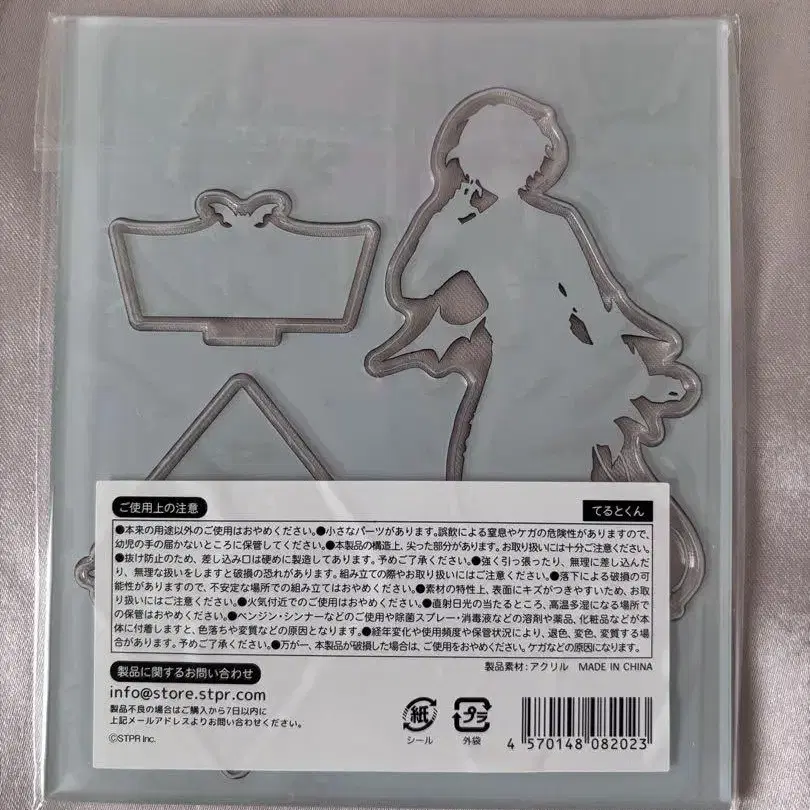 ご使用上の注意
てるとくん
●本来の用途以外のご使用はおやめください。●小さなパーツがあります。誤飲による窒息やケガの危険性がありますので、
幼児の手の届かないところに保管してください。●本製品の構造上、尖った部分があります。お取り扱いには十分ご注意ください。
●抜け防止のため、差し込み口は硬めに製造してあります。予めご了承ください。●強く引っ張ったり、無理に差し込んだ
り、無理な扱いをしますと破損の恐れがあります。組み立ての際やお取り扱いにはご注意ください。●落下による破損の可
能性がありますので、不安定な場所での組み立てはおやめください。●素材の特性上、表面にキズがつきやすいため、お取
り扱いにはご注意ください。●火気付近でのご使用はおやめください。●直射日光の当たるところ、高温多湿になる場所で
の保管はおやめください。●ベンジン・シンナーなどのご使用や除菌スプレー・消毒液などの溶剤や薬品、化粧品などが本
体に付着しますと、色落ちや変質などの原因となります。●経年変化や使用頻度や保管状況により、退色、変色、変質する場
合があります。予めご了承ください。●万が一、本製品が破損した場合は、ご使用をおやめください。ケガなどの原因になります。
製品素材:アクリル MADE IN CHINA
製品に関するお問い合わせ
info@store.stpr.com
製品不良の場合はご購入から7日以内に
上記メールアドレスよりお問い合わせください。
©STPR Inc.
紙
シール
プラ
外袋
4 570148 082023